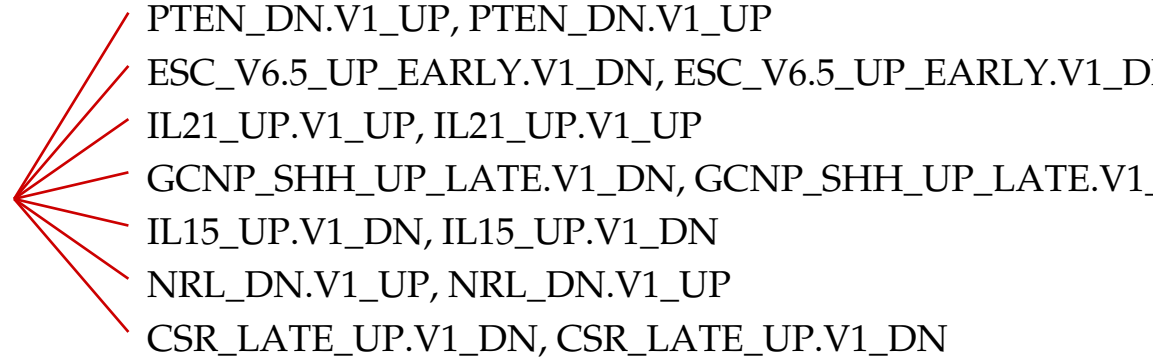 PTEN_DN.V1_UP, PTEN_DN.V1_UP
ESC_V6.5_UP_EARLY.V1_DN, ESC_V6.5_UP_EARLY.V1_D
IL21_UP.V1_UP, IL21_UP.V1_UP
GCNP_SHH_UP_LATE.V1_DN, GCNP_SHH_UP_LATE.V1_
IL15_UP.V1_DN, IL15_UP.V1_DN
NRL_DN.V1_UP, NRL_DN.V1_UP
CSR_LATE_UP.V1_DN, CSR_LATE_UP.V1_DN